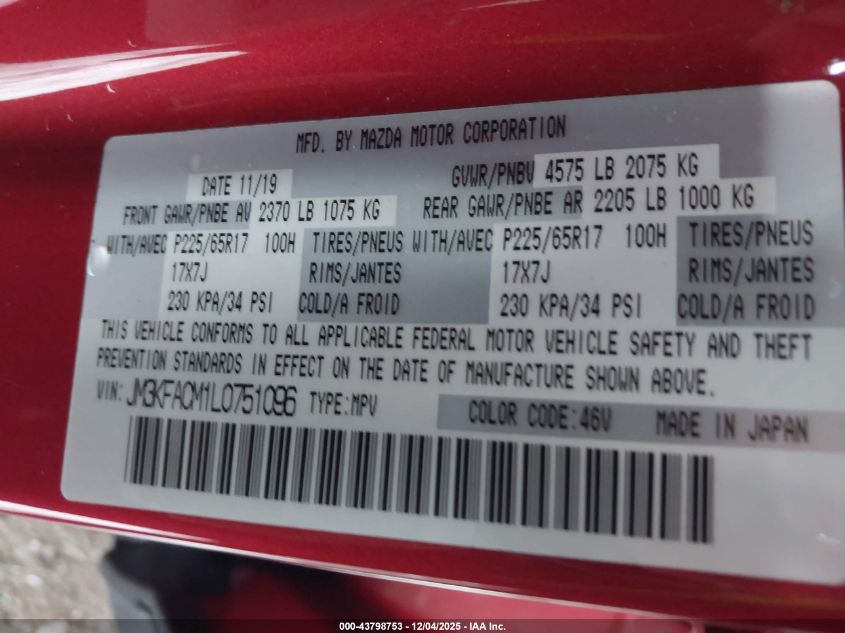 MFD. BY MAZDA MOTOR CORPORATION
DATE 11/19 GVWR/PNBV 4575 LB 2075 KG
FRONT GAWR/PNBE AV 2370 LB 1075 KG REAR GAWR/PNBE AR 2205 LB 1000 KG
WITH/AVEC P225/65R17 100H TIRES/PNEUS WITH/AVEC P225/65R17 100H TIRES/PNEUS
17X7J RIMS/JANTES 17X7J RIMS/JANTES
230 KPA/34 PSI COLD/A FROID 230 KPA/34 PSI COLD/A FROID
THIS VEHICLE CONFORMS TO ALL APPLICABLE FEDERAL MOTOR VEHICLE SAFETY AND THEFT
PREVENTION STANDARDS IN EFFECT ON THE DATE OF MANUFACTURE SHOWN ABOVE.
VIN: JM3KFACM1L0751096 TYPE:MPV COLOR CODE:46V MADE IN JAPAN
000-43798753 - 12/04/2025 - IAA Inc.